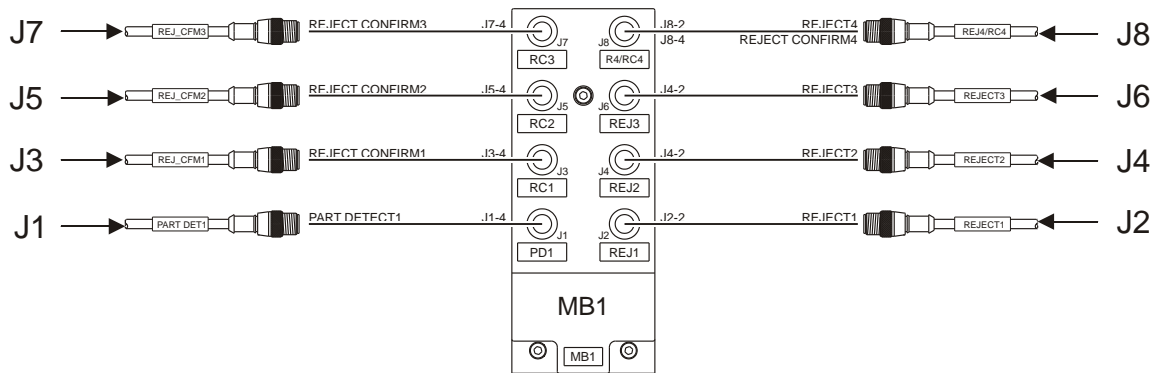 J7 REJ_CFM3 REJECT CONFIRM3 J7-4 J7 J8 J8-2 REJECT4 REJ4/RC4 J8
J8-4 REJECT CONFIRM4
RC3 R4/RC4
J5 REJ_CFM2 REJECT CONFIRM2 J5-4 J5 J6 J4-2 REJECT3 REJECT3 J6
RC2 REJ3
J3 REJ_CFM1 REJECT CONFIRM1 J3-4 J3 J4 J4-2 REJECT2 REJECT2 J4
RC1 REJ2
J1 PART DET1 PART DETECT1 J1-4 J1 J2 J2-2 REJECT1 REJECT1 J2
PD1 REJ1
MB1
MB1